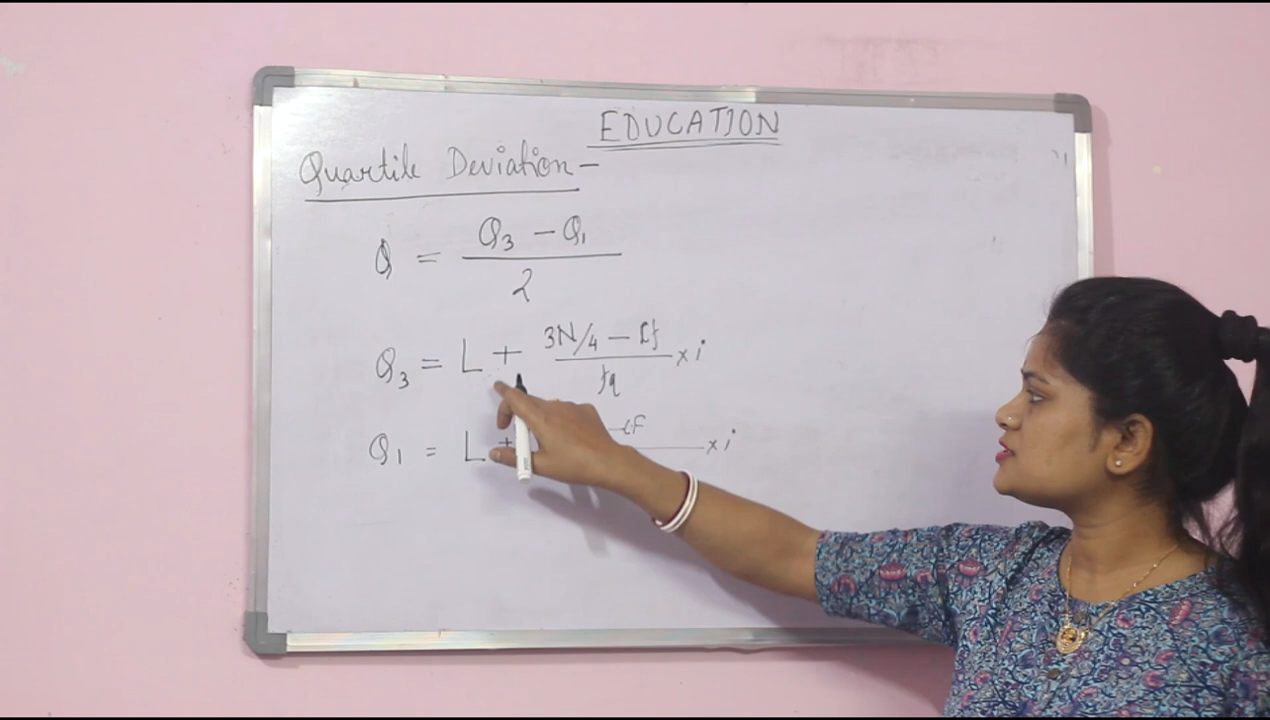 EDUCATION
Quartile Deviation -
Q = Q₃ - Q₁ / 2
Q₃ = L + 3N/4 - cf / fq × i
Q₁ = L + - cF × i